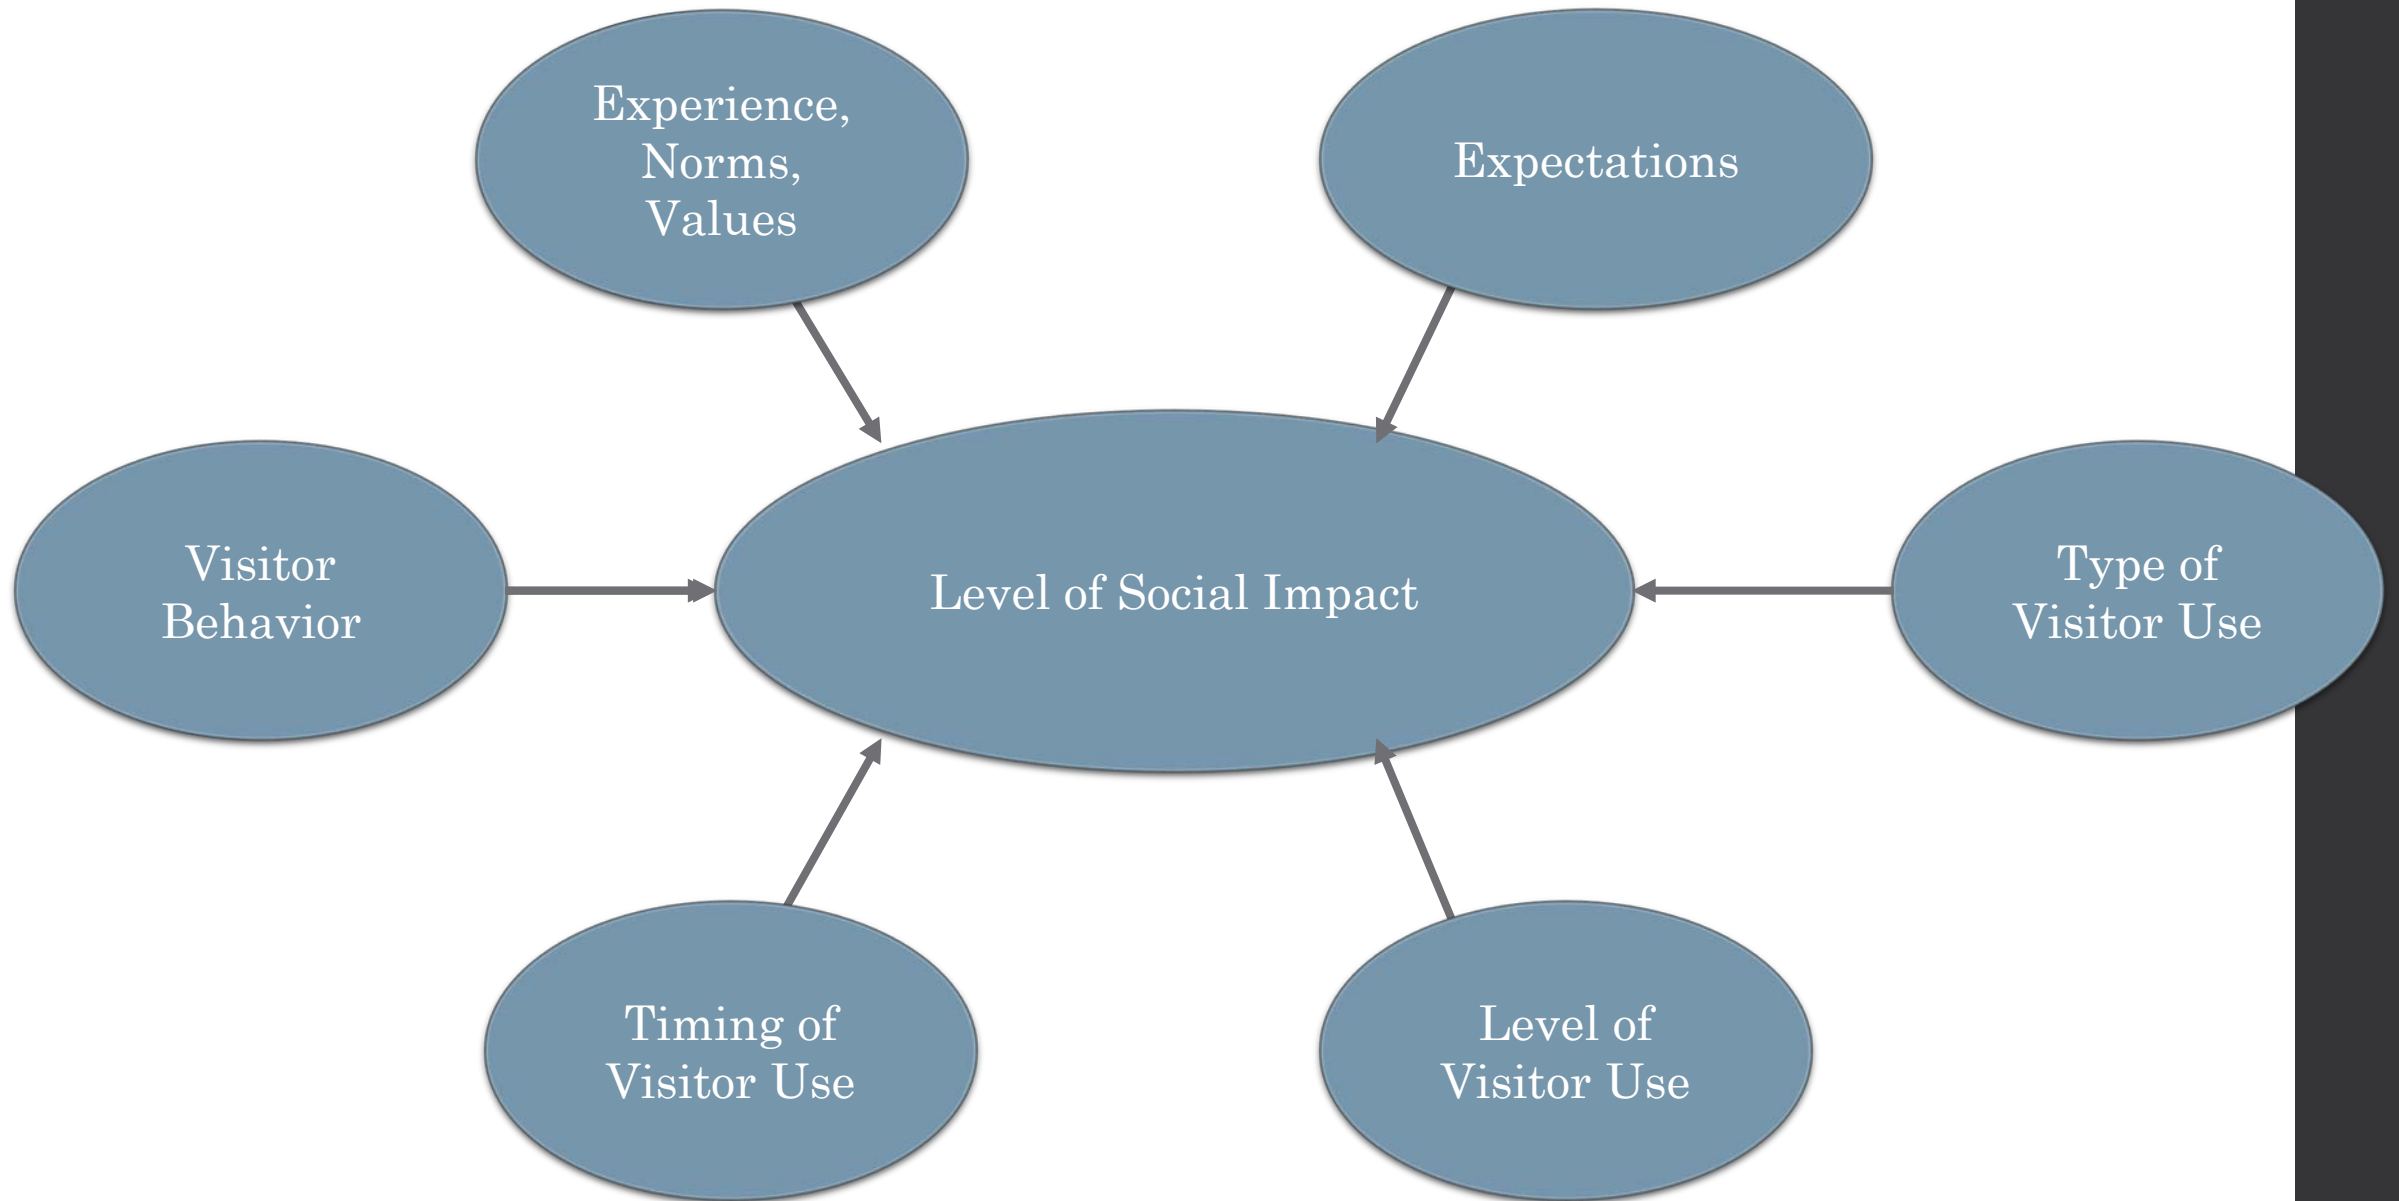 Experience,
Norms,
Values
Expectations
Visitor
Behavior
Level of Social Impact
Type of
Visitor Use
Timing of
Visitor Use
Level of
Visitor Use